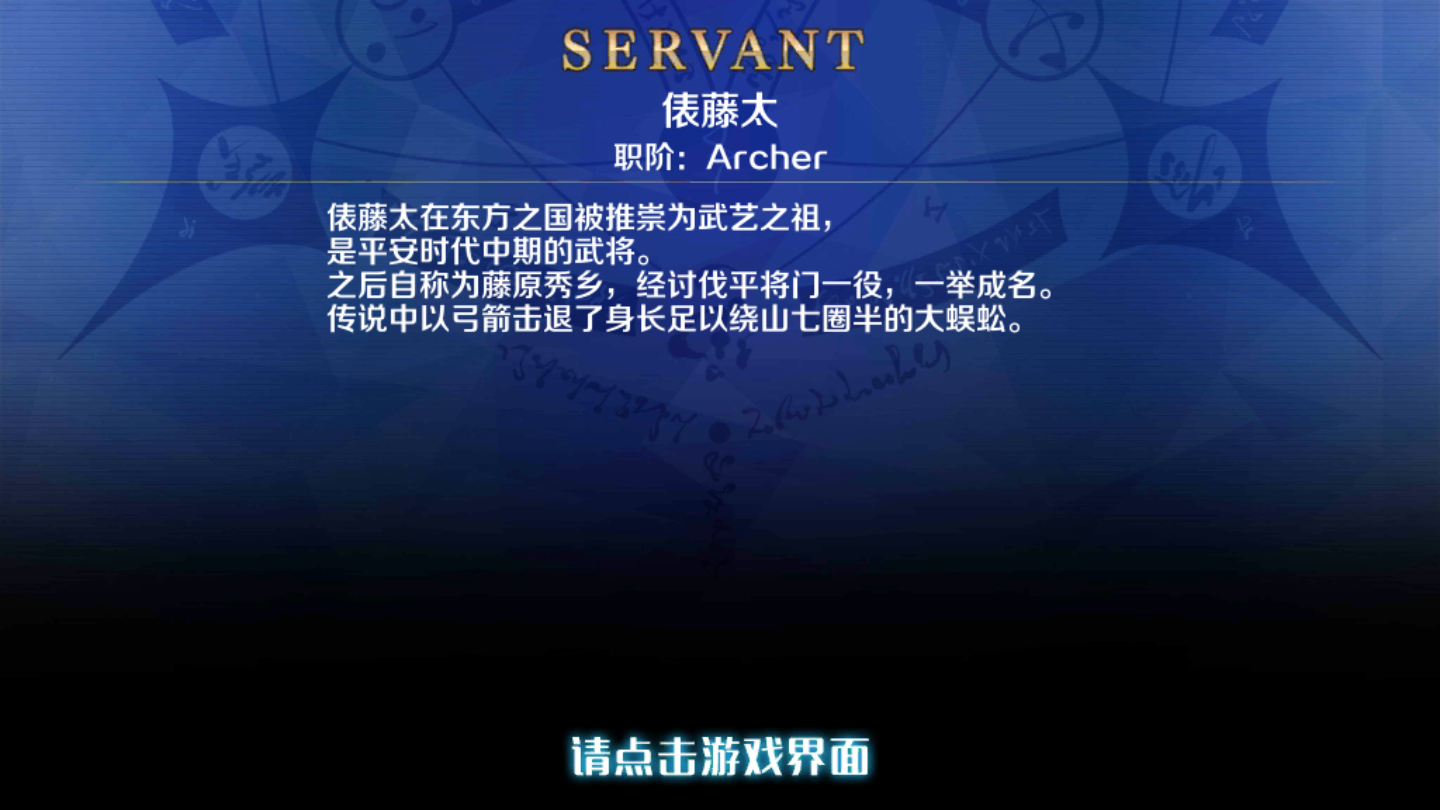 SERVANT
俵藤太
职阶：Archer
俵藤太在东方之国被推崇为武艺之祖，
是平安时代中期的武将。
之后自称为藤原秀乡，经讨伐平将门一役，一举成名。
传说中以弓箭击退了身长足以绕山七圈半的大蜈蚣。
请点击游戏界面